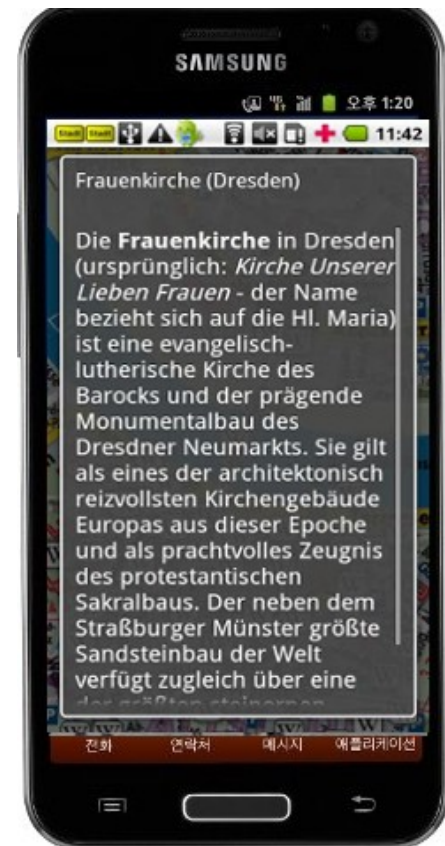 SAMSUNG
오후 1:20
Stadt Stadt 11:42
Frauenkirche (Dresden)
Die Frauenkirche in Dresden
(ursprünglich: Kirche Unserer
Lieben Frauen - der Name
bezieht sich auf die Hl. Maria)
ist eine evangelisch-
lutherische Kirche des
Barocks und der prägende
Monumentalbau des
Dresdner Neumarkts. Sie gilt
als eines der architektonisch
reizvollsten Kirchengebäude
Europas aus dieser Epoche
und als prachtvolles Zeugnis
des protestantischen
Sakralbaus. Der neben dem
Straßburger Münster größte
Sandsteinbau der Welt
verfügt zugleich über eine
der größten steinernen
전화 연락처 메시지 애플리케이션